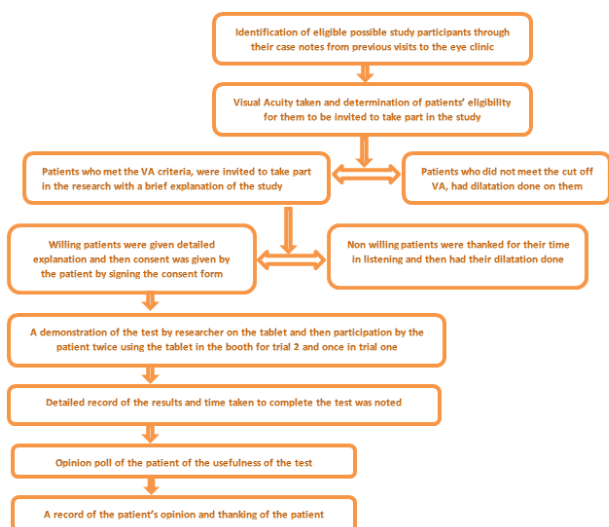 Identification of eligible possible study participants through
their case notes from previous visits to the eye clinic
Visual Acuity taken and determination of patients' eligibility
for them to be invited to take part in the study
Patients who met the VA criteria, were invited to take part
in the research with a brief explanation of the study
Patients who did not meet the cut off
VA, had dilatation done on them
Willing patients were given detailed
explanation and then consent was given by
the patient by signing the consent form
Non willing patients were thanked for their time
in listening and then had their dilatation done
A demonstration of the test by researcher on the tablet and then participation by the
patient twice using the tablet in the booth for trial 2 and once in trial one
Detailed record of the results and time taken to complete the test was noted
Opinion poll of the patient of the usefulness of the test
A record of the patient's opinion and thanking of the patient